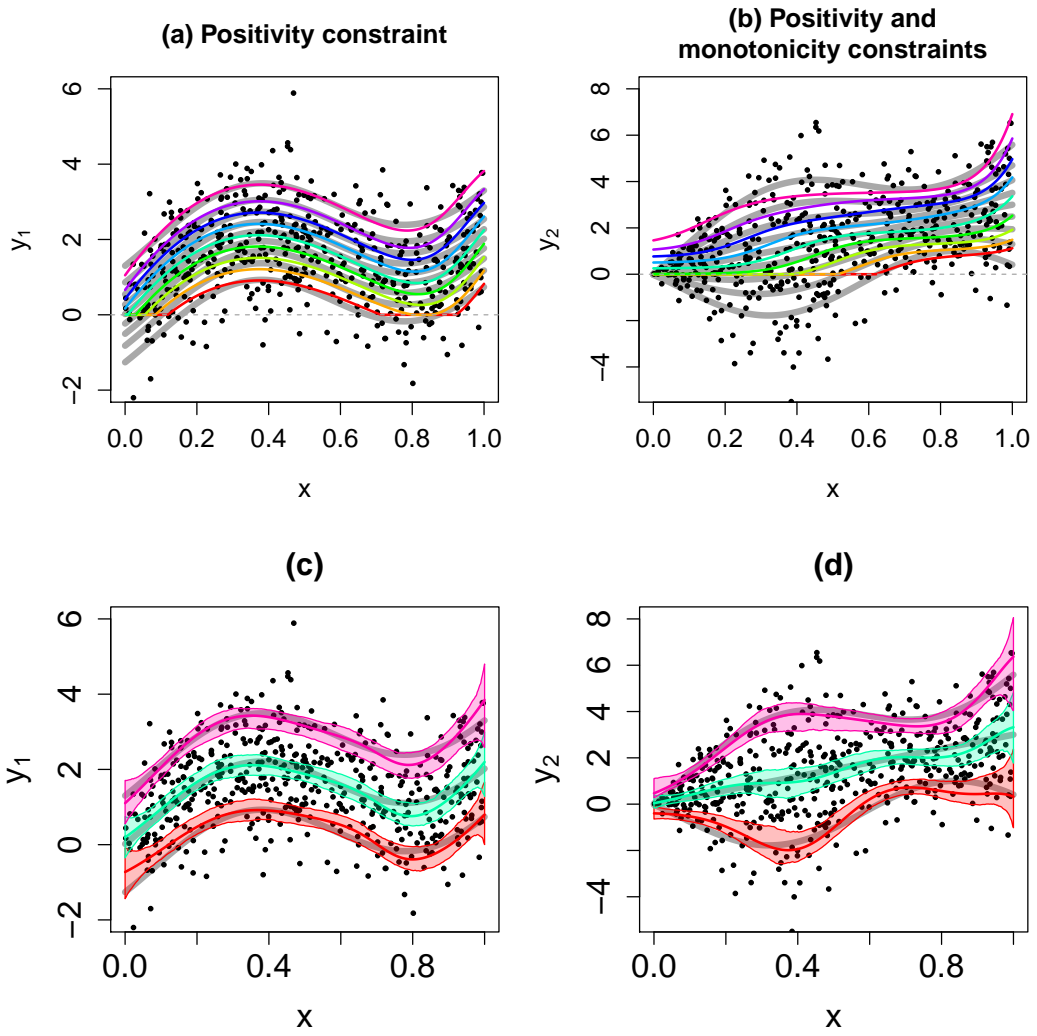 (a) Positivity constraint
(b) Positivity and
monotonicity constraints
y1
6
4
2
0
−2
0.0 0.2 0.4 0.6 0.8 1.0
x
y2
8
6
4
2
0
−4
0.0 0.2 0.4 0.6 0.8 1.0
x
(c)
(d)
y1
6
4
2
0
−2
0.0 0.4 0.8
x
y2
8
6
4
2
0
−4
0.0 0.4 0.8
x